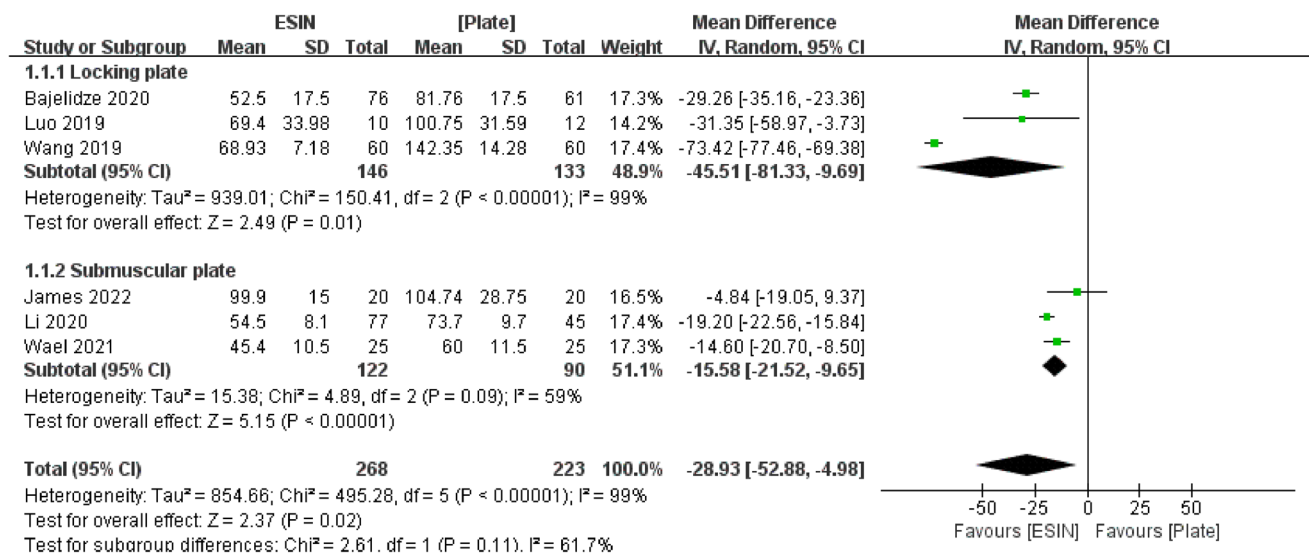 ESIN [Plate] Mean Difference Mean Difference
Study or Subgroup Mean SD Total Mean SD Total Weight IV, Random, 95% CI IV, Random, 95% CI
1.1.1 Locking plate
Bajelidze 2020 52.5 17.5 76 81.76 17.5 61 17.3% -29.26 [-35.16, -23.36]
Luo 2019 69.4 33.98 10 100.75 31.59 12 14.2% -31.35 [-58.97, -3.73]
Wang 2019 68.93 7.18 60 142.35 14.28 60 17.4% -73.42 [-77.46, -69.38]
Subtotal (95% CI) 146 133 48.9% -45.51 [-81.33, -9.69]
Heterogeneity: Tau² = 939.01; Chi² = 150.41, df = 2 (P < 0.00001); I² = 99%
Test for overall effect: Z = 2.49 (P = 0.01)
1.1.2 Submuscular plate
James 2022 99.9 15 20 104.74 28.75 20 16.5% -4.84 [-19.05, 9.37]
Li 2020 54.5 8.1 77 73.7 9.7 45 17.4% -19.20 [-22.56, -15.84]
Wael 2021 45.4 10.5 25 60 11.5 25 17.3% -14.60 [-20.70, -8.50]
Subtotal (95% CI) 122 90 51.1% -15.58 [-21.52, -9.65]
Heterogeneity: Tau² = 15.38; Chi² = 4.89, df = 2 (P = 0.09); I² = 59%
Test for overall effect: Z = 5.15 (P < 0.00001)
Total (95% CI) 268 223 100.0% -28.93 [-52.88, -4.98]
Heterogeneity: Tau² = 854.66; Chi² = 495.28, df = 5 (P < 0.00001); I² = 99%
Test for overall effect: Z = 2.37 (P = 0.02)
Test for subgroup differences: Chi² = 2.61, df = 1 (P = 0.11), I² = 61.7%
-50 -25 0 25 50
Favours [ESIN] Favours [Plate]